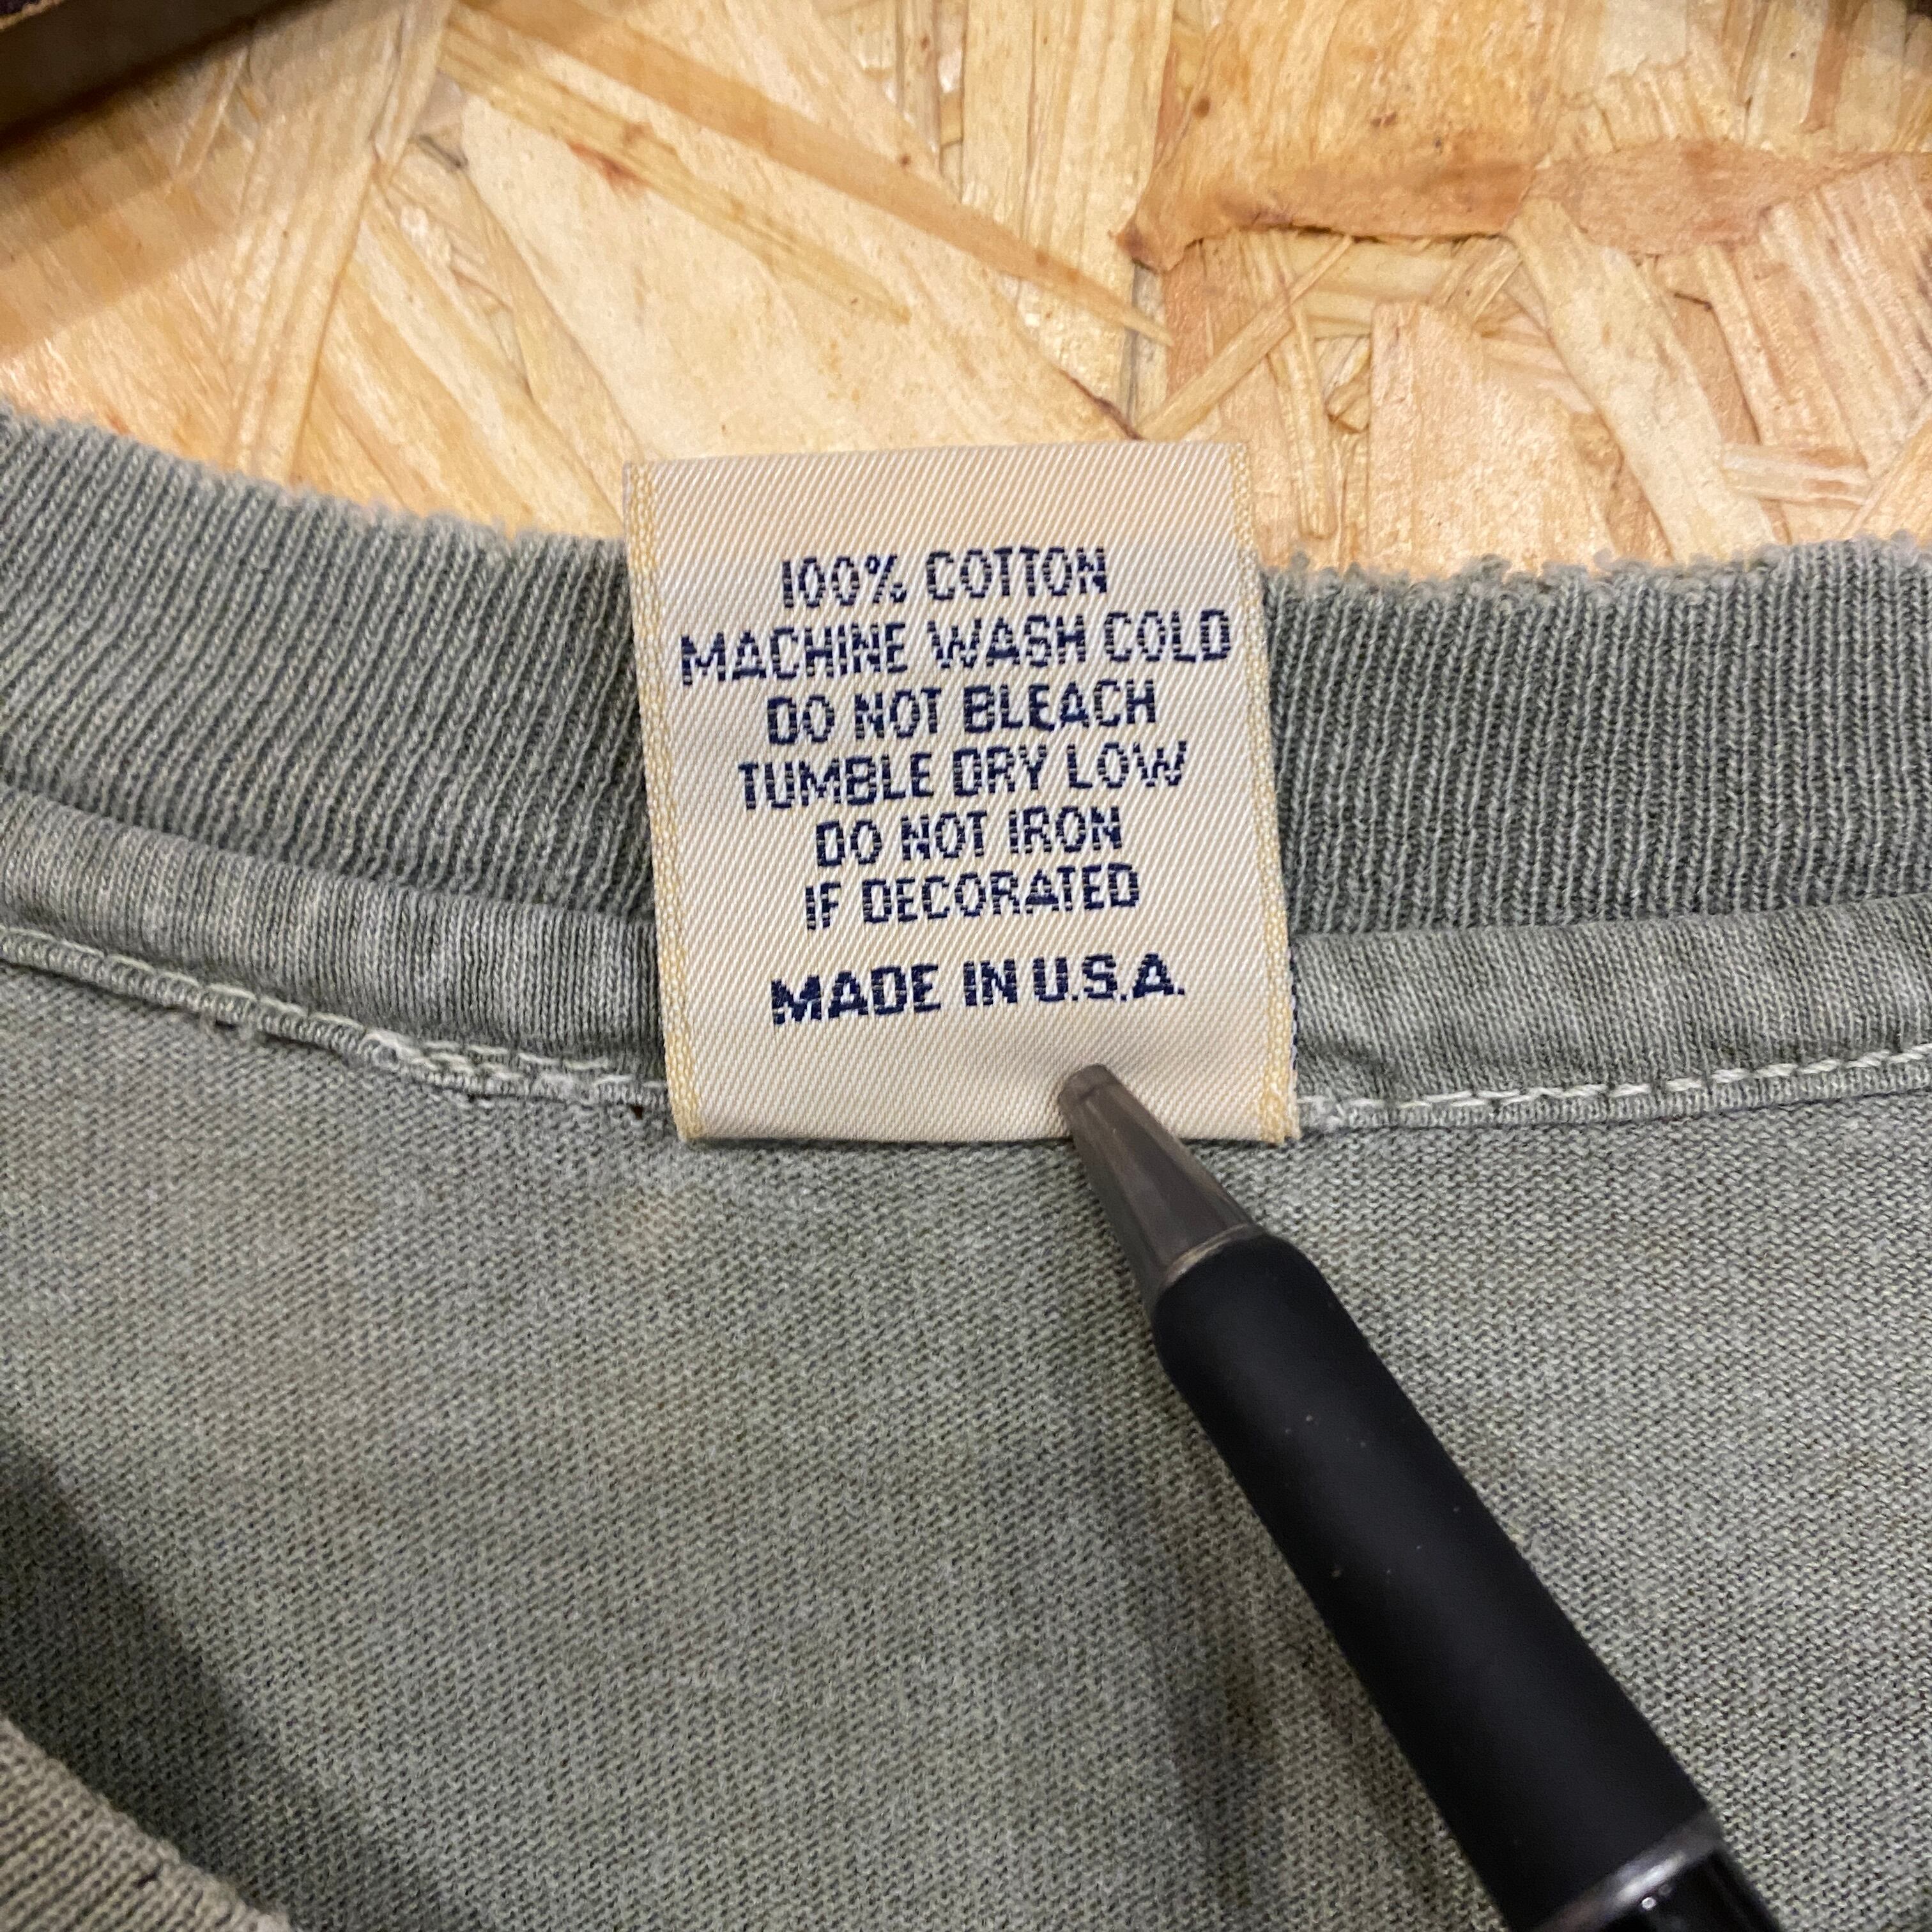 100% COTTON
MACHINE WASH COLD
DO NOT BLEACH
TUMBLE DRY LOW
DO NOT IRON
IF DECORATED
MADE IN U.S.A.